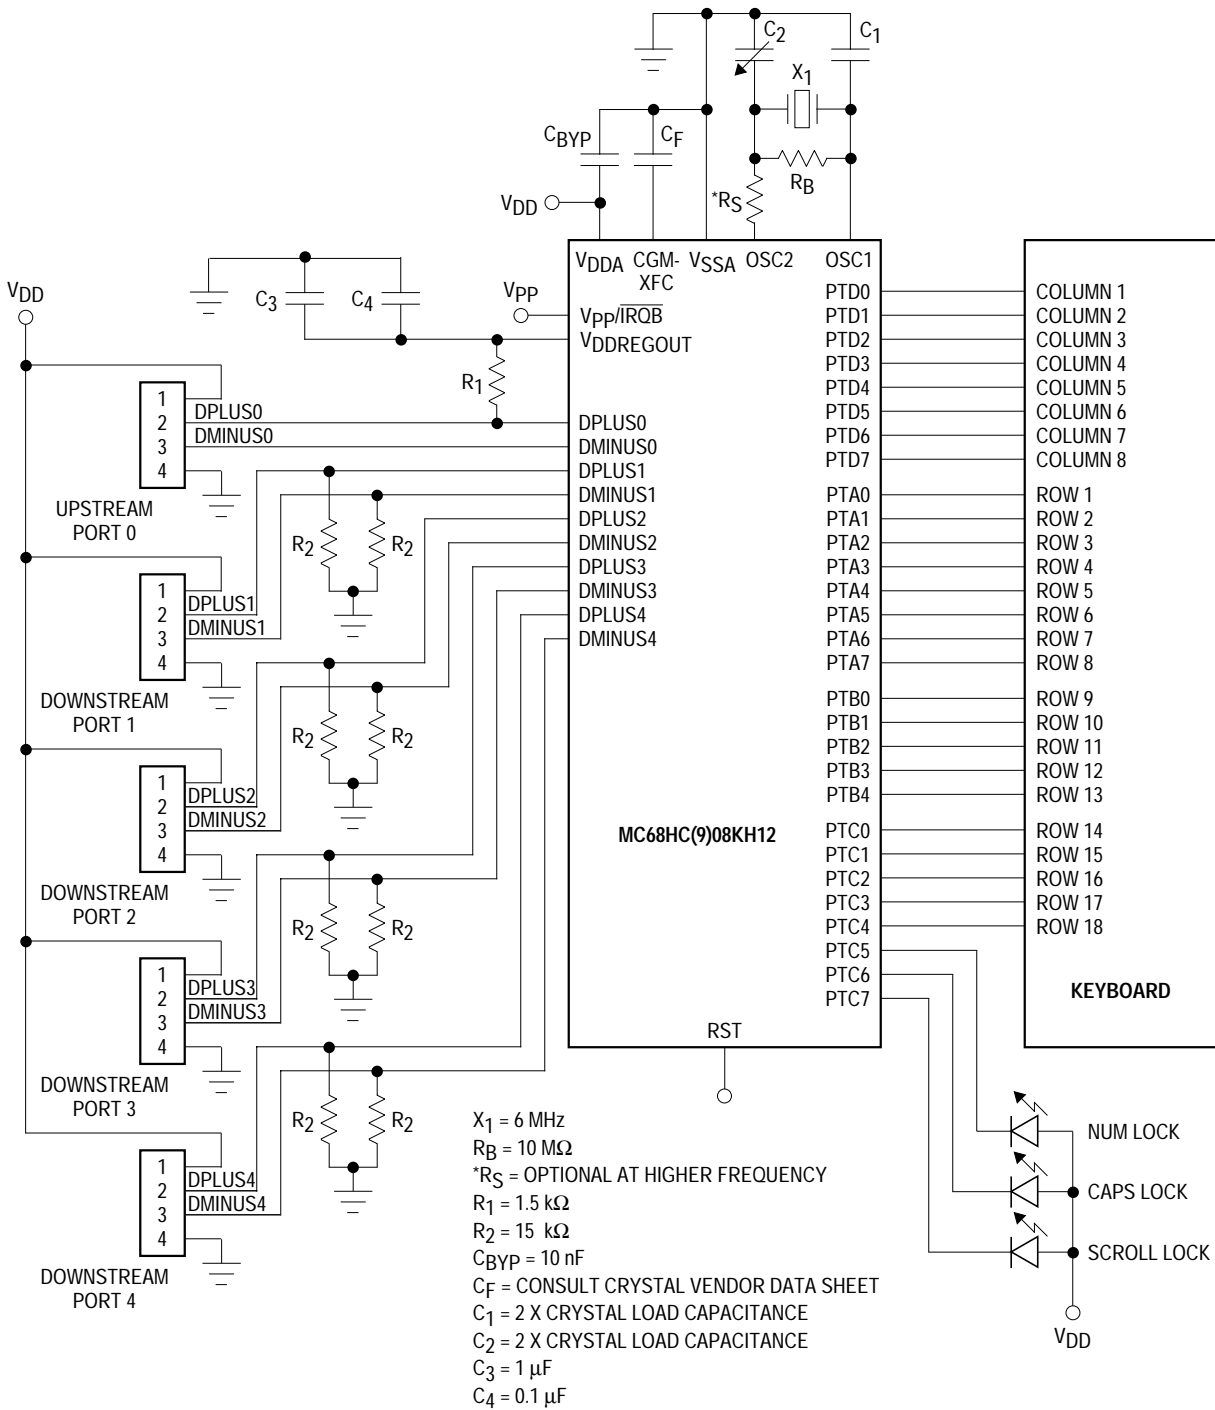 C2
C1
X1
CBYP
CF
RB
*RS
VDD
VDDA
CGM-
XFC
VSSA
OSC2
OSC1
VDD
C3
C4
VPP
VPP/IRQB
VDDREGOUT
R1
1
2
3
4
DPLUS0
DMINUS0
UPSTREAM
PORT 0
1
2
3
4
DPLUS1
DMINUS1
DOWNSTREAM
PORT 1
R2
R2
1
2
3
4
DPLUS2
DMINUS2
DOWNSTREAM
PORT 2
R2
R2
1
2
3
4
DPLUS3
DMINUS3
DOWNSTREAM
PORT 3
R2
R2
1
2
3
4
DPLUS4
DMINUS4
DOWNSTREAM
PORT 4
R2
R2
DPLUS0
DMINUS0
DPLUS1
DMINUS1
DPLUS2
DMINUS2
DPLUS3
DMINUS3
DPLUS4
DMINUS4
MC68HC(9)08KH12
RST
PTD0
PTD1
PTD2
PTD3
PTD4
PTD5
PTD6
PTD7
PTA0
PTA1
PTA2
PTA3
PTA4
PTA5
PTA6
PTA7
PTB0
PTB1
PTB2
PTB3
PTB4
PTC0
PTC1
PTC2
PTC3
PTC4
PTC5
PTC6
PTC7
COLUMN 1
COLUMN 2
COLUMN 3
COLUMN 4
COLUMN 5
COLUMN 6
COLUMN 7
COLUMN 8
ROW 1
ROW 2
ROW 3
ROW 4
ROW 5
ROW 6
ROW 7
ROW 8
ROW 9
ROW 10
ROW 11
ROW 12
ROW 13
ROW 14
ROW 15
ROW 16
ROW 17
ROW 18
KEYBOARD
NUM LOCK
CAPS LOCK
SCROLL LOCK
VDD
X1 = 6 MHz
RB = 10 MΩ
*RS = OPTIONAL AT HIGHER FREQUENCY
R1 = 1.5 kΩ
R2 = 15 kΩ
CBYP = 10 nF
CF = CONSULT CRYSTAL VENDOR DATA SHEET
C1 = 2 X CRYSTAL LOAD CAPACITANCE
C2 = 2 X CRYSTAL LOAD CAPACITANCE
C3 = 1 µF
C4 = 0.1 µF